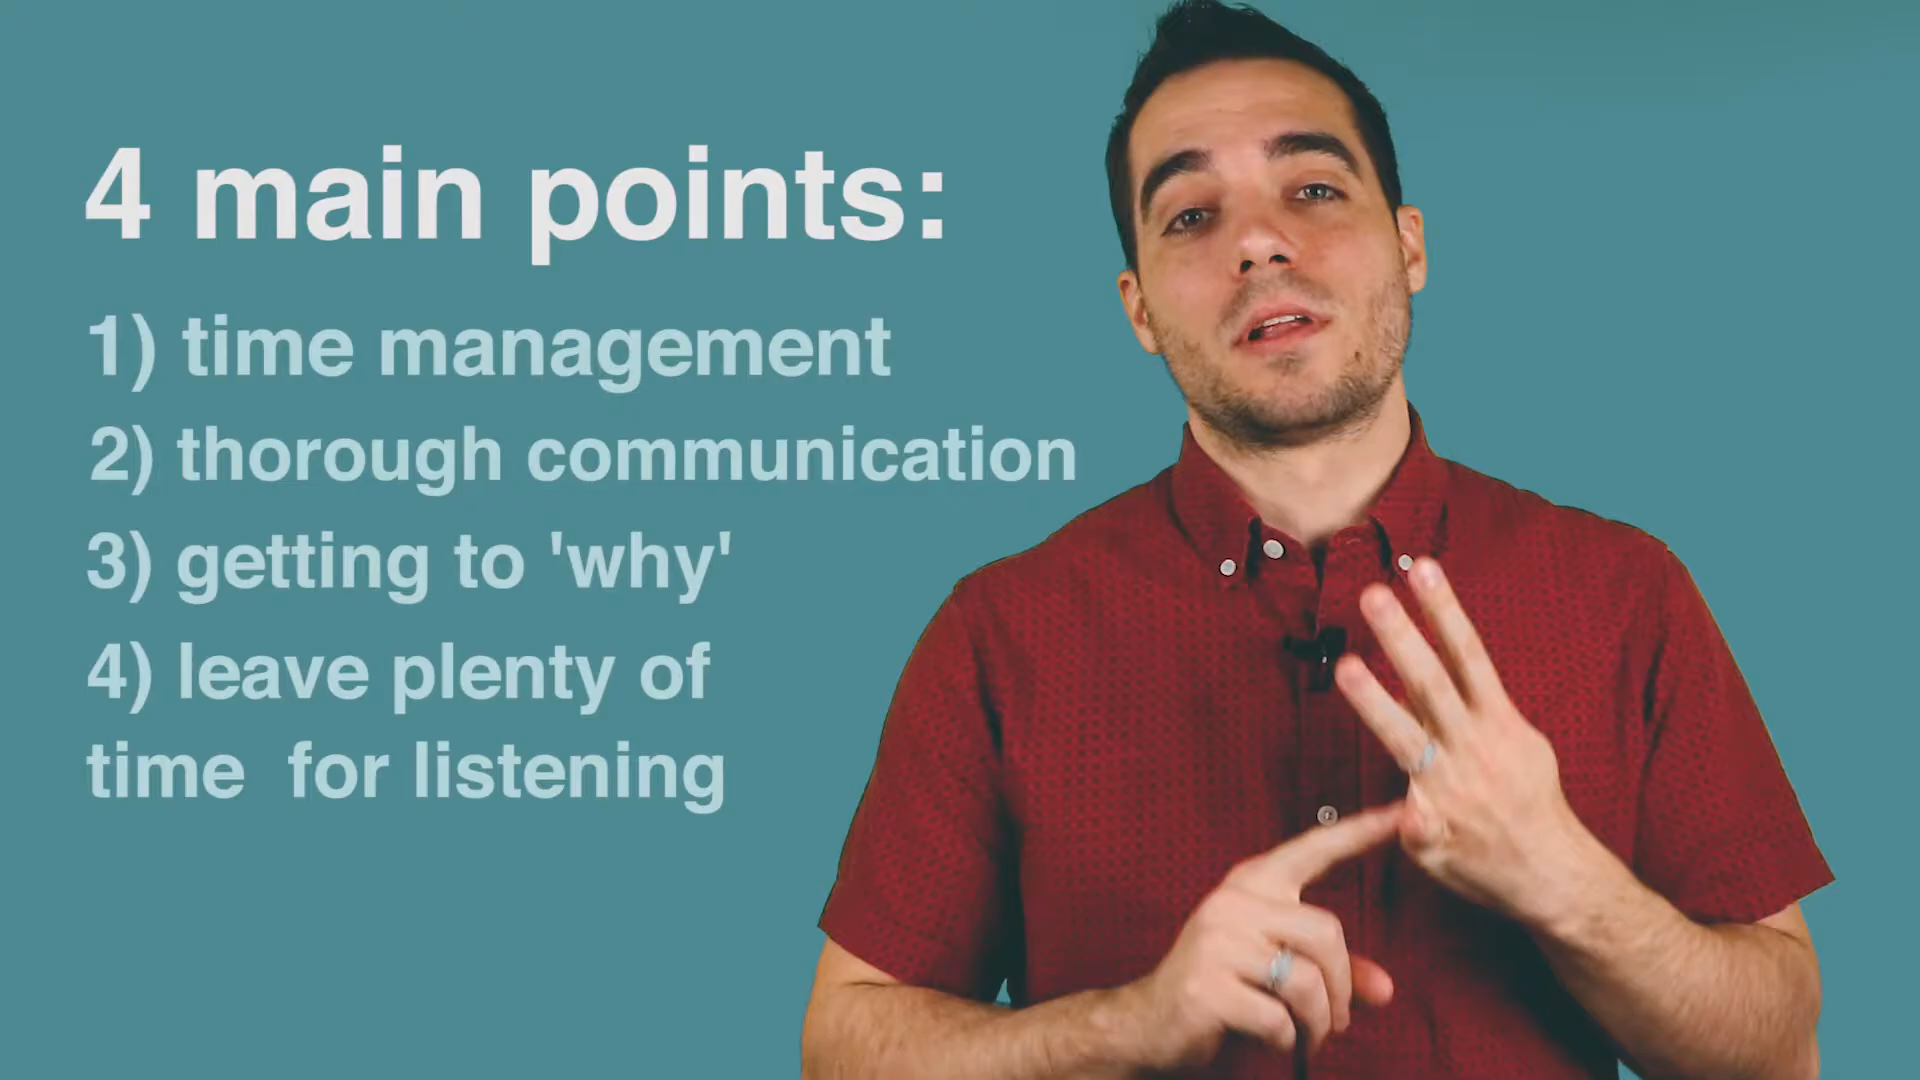 4 main points:
1) time management
2) thorough communication
3) getting to 'why'
4) leave plenty of
time  for listening